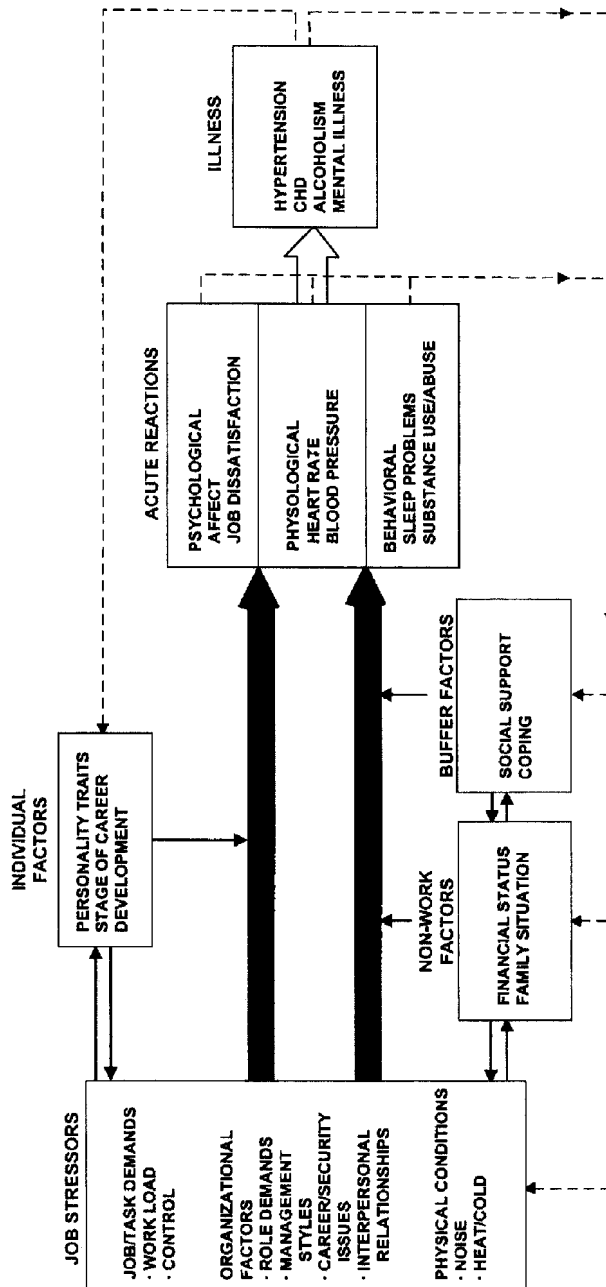 JOB STRESSORS
JOB/TASK DEMANDS
· WORK LOAD
· CONTROL
ORGANIZATIONAL
FACTORS
· ROLE DEMANDS
· MANAGEMENT
STYLES
· CAREER/SECURITY
ISSUES
· INTERPERSONAL
RELATIONSHIPS
PHYSICAL CONDITIONS
· NOISE
· HEAT/COLD
INDIVIDUAL
FACTORS
PERSONALITY TRAITS
STAGE OF CAREER
DEVELOPMENT
NON-WORK
FACTORS
FINANCIAL STATUS
FAMILY SITUATION
BUFFER FACTORS
SOCIAL SUPPORT
COPING
ACUTE REACTIONS
PSYCHOLOGICAL
AFFECT
JOB DISSATISFACTION
PHYSOLOGICAL
HEART RATE
BLOOD PRESSURE
BEHAVIORAL
SLEEP PROBLEMS
SUBSTANCE USE/ABUSE
ILLNESS
HYPERTENSION
CHD
ALCOHOLISM
MENTAL ILLNESS